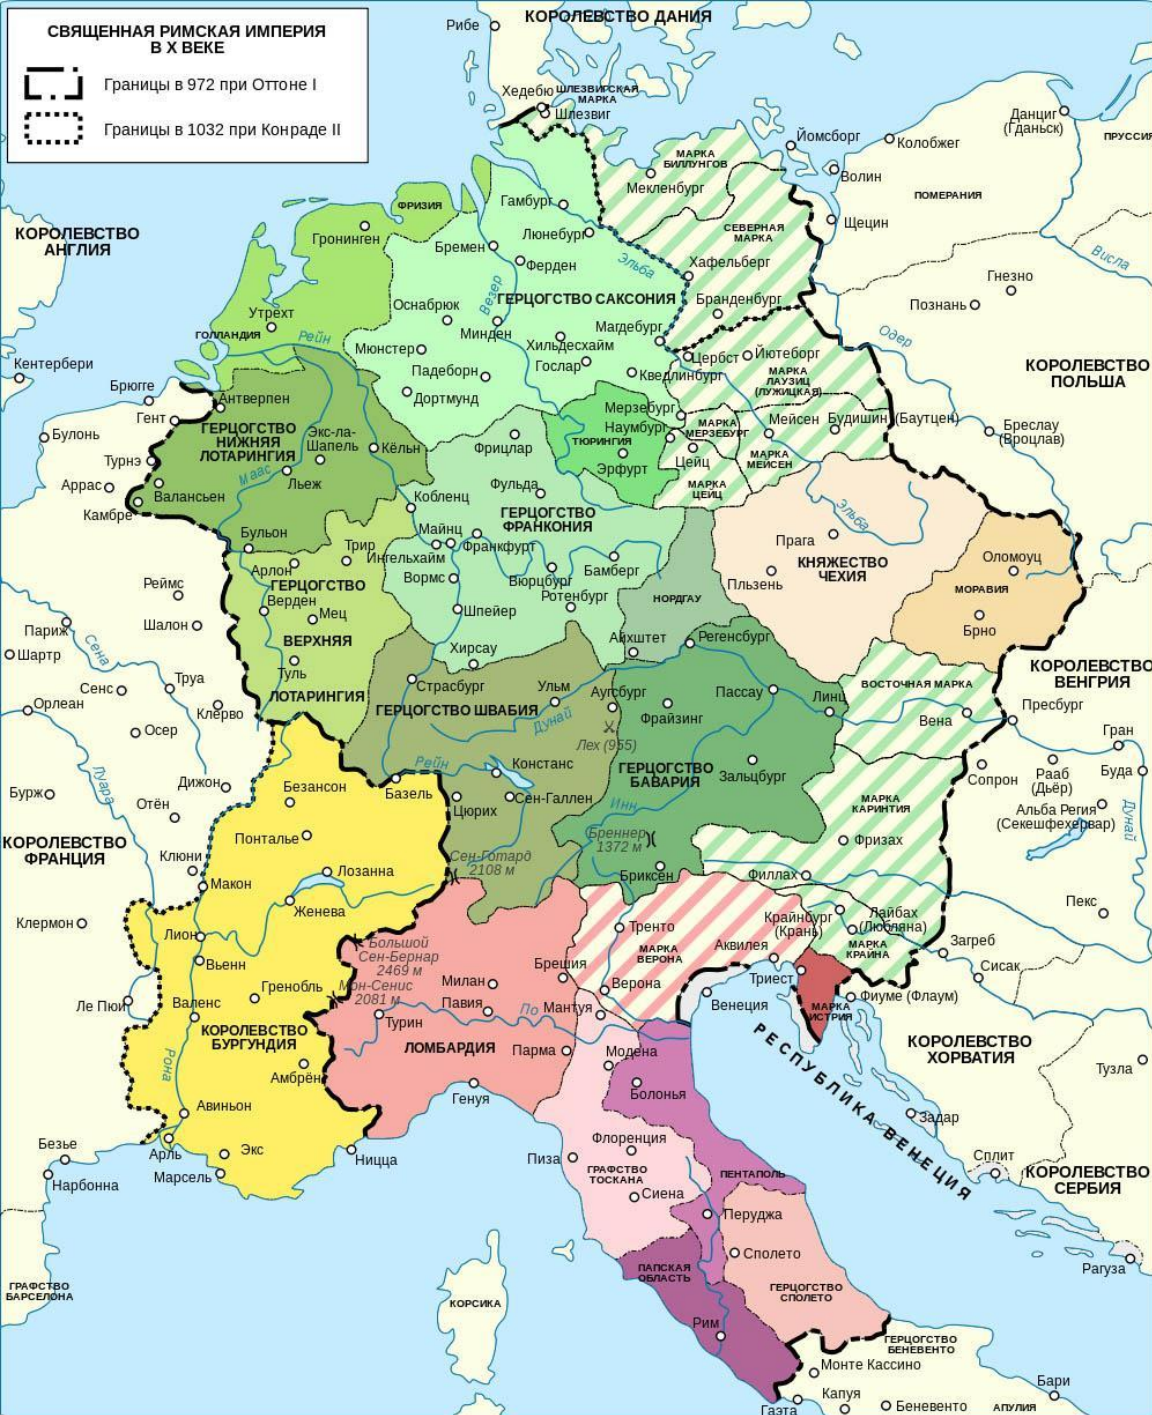 СВЯЩЕННАЯ РИМСКАЯ ИМПЕРИЯ
В X ВЕКЕ
Границы в 972 при Оттоне I
Границы в 1032 при Конраде II
КОРОЛЕВСТВО ДАНИЯ
Рибе
Хедебю
ШЛЕЗВИГСКАЯ
МАРКА
Шлезвиг
Данциг
(Гданьск)
ПРУССИЯ
Йомсборг
Колобжег
МАРКА
БИЛЛУНГОВ
Волин
Мекленбург
ПОМЕРАНИЯ
ФРИЗИЯ
Гамбург
Щецин
КОРОЛЕВСТВО
АНГЛИЯ
Гронинген
Люнебург
СЕВЕРНАЯ
МАРКА
Бремен
Ферден
Эльба
Хафельберг
Висла
Гнезно
Везер
ГЕРЦОГСТВО САКСОНИЯ
Бранденбург
Познань
Оснабрюк
Утрехт
ГОЛЛАНДИЯ
Рейн
Минден
Магдебург
Хильдесхайм
Одер
Мюнстер
Гослар
Цербст
Йютеборг
Кентербери
Падеборн
Кведлинбург
МАРКА
ЛАУЗИЦ
(ЛУЖИЦКАЯ)
КОРОЛЕВСТВО
ПОЛЬША
Брюгге
Антверпен
Дортмунд
Гент
Мерзебург
Наумбург
МАРКА
МЕРЗЕБУРГ
Мейсен
Будишин (Баутцен)
Бреслау
(Вроцлав)
ГЕРЦОГСТВО
НИЖНЯЯ
ЛОТАРИНГИЯ
Экс-ла-
Шапель
Кёльн
Булонь
Фрицлар
ТЮРИНГИЯ
Эрфурт
Цейц
МАРКА
МЕЙСЕН
Турнэ
Маас
Льеж
Аррас
Валансьен
Камбре
Фульда
МАРКА
ЦЕЙЦ
Кобленц
ГЕРЦОГСТВО
ФРАНКОНИЯ
Эльба
Бульон
Майнц
Франкфурт
Ингельхайм
Трир
Прага
КНЯЖЕСТВО
ЧЕХИЯ
Оломоуц
Арлон
ГЕРЦОГСТВО
Вормс
Вюрцбург
Бамберг
Пльзень
МОРАВИЯ
Реймс
Верден
Мец
Ротенбург
НОРДГАУ
Шпейер
Брно
Шалон
Париж
Сена
ВЕРХНЯЯ
Айхштет
Регенсбург
Шартр
Хирсау
Туль
КОРОЛЕВСТВО
ВЕНГРИЯ
Труа
Сенс
ЛОТАРИНГИЯ
Страсбург
Ульм
Аугсбург
Пассау
Линц
ВОСТОЧНАЯ МАРКА
Орлеан
Клерво
ГЕРЦОГСТВО ШВАБИЯ
Дунай
Фрайзинг
Вена
Пресбург
Осер
Лех (955)
Гран
Луара
Рейн
Констанс
ГЕРЦОГСТВО
БАВАРИЯ
Зальцбург
Сопрон
Рааб
(Дьёр)
Буда
Дижон
Безансон
Базель
Бурж
Отён
Цюрих
Сен-Галлен
Инн
МАРКА
КАРИНТИЯ
Альба Регия
(Секешфехервар)
Дунай
КОРОЛЕВСТВО
ФРАНЦИЯ
Понталье
Бреннер
1372 м
Фризах
Клюни
Лозанна
Сен-Готард
2108 м
Бриксен
Филлах
Макон
Женева
Пекс
Клермон
Лион
Тренто
Крайнбург
(Крань)
Лайбах
(Любляна)
Большой
Сен-Бернар
2469 м
МАРКА
ВЕРОНА
Аквилея
МАРКА
КРАЙНА
Загреб
Вьенн
Брешия
Сисак
Гренобль
Мон-Сенис
2081 м
Милан
Верона
Триест
Ле Пюи
Валенс
Павия
По
Мантуя
Венеция
МАРКА
ИСТРИЯ
Фиуме (Флаум)
КОРОЛЕВСТВО
БУРГУНДИЯ
Турин
ЛОМБАРДИЯ
Парма
Модена
РЕСПУБЛИКА ВЕНЕЦИЯ
КОРОЛЕВСТВО
ХОРВАТИЯ
Рона
Амбрён
Генуя
Болонья
Тузла
Авиньон
Задар
Безье
Арль
Экс
Ницца
Пиза
Флоренция
ГРАФСТВО
ТОСКАНА
ПЕНТАПОЛЬ
Сплит
КОРОЛЕВСТВО
СЕРБИЯ
Нарбонна
Марсель
Сиена
Перуджа
ГРАФСТВО
БАРСЕЛОНА
КОРСИКА
ПАПСКАЯ
ОБЛАСТЬ
Сполето
ГЕРЦОГСТВО
СПОЛЕТО
Рагуза
Рим
ГЕРЦОГСТВО
БЕНЕВЕНТО
Монте Кассино
Бари
Капуя
Гаэта
Беневенто
АПУЛИЯ